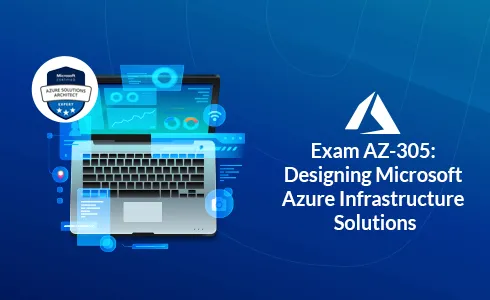 Microsoft
CERTIFIED
AZURE SOLUTIONS
ARCHITECT
EXPERT
Exam AZ-305:
Designing Microsoft
Azure Infrastructure
Solutions